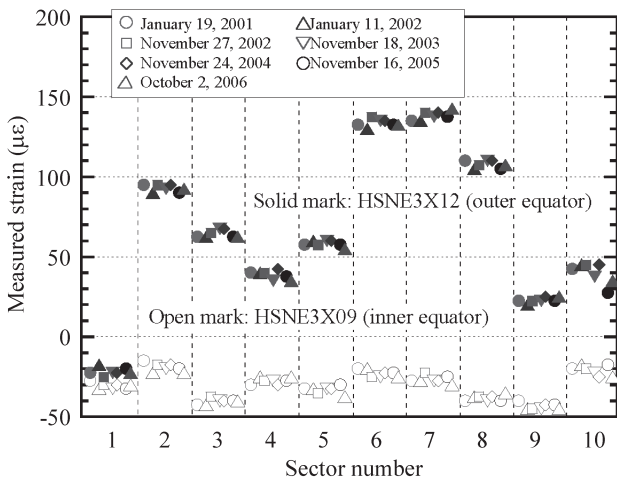 January 19, 2001
January 11, 2002
November 27, 2002
November 18, 2003
November 24, 2004
November 16, 2005
October 2, 2006
Solid mark: HSNE3X12 (outer equator)
Open mark: HSNE3X09 (inner equator)
Measured strain (με)
200
150
100
50
0
-50
1 2 3 4 5 6 7 8 9 10
Sector number